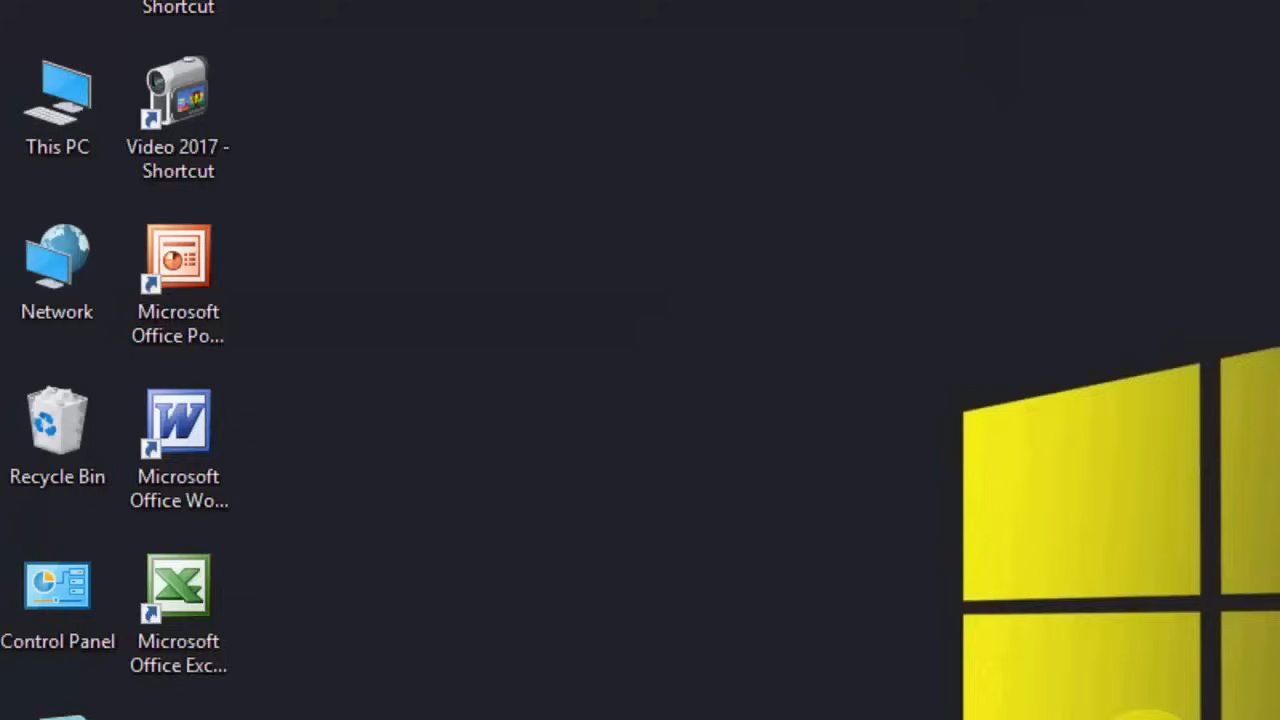 Shortcut
This PC
Video 2017 -
Shortcut
Network
Microsoft
Office Po...
Recycle Bin
Microsoft
Office Wo...
Control Panel
Microsoft
Office Exc...